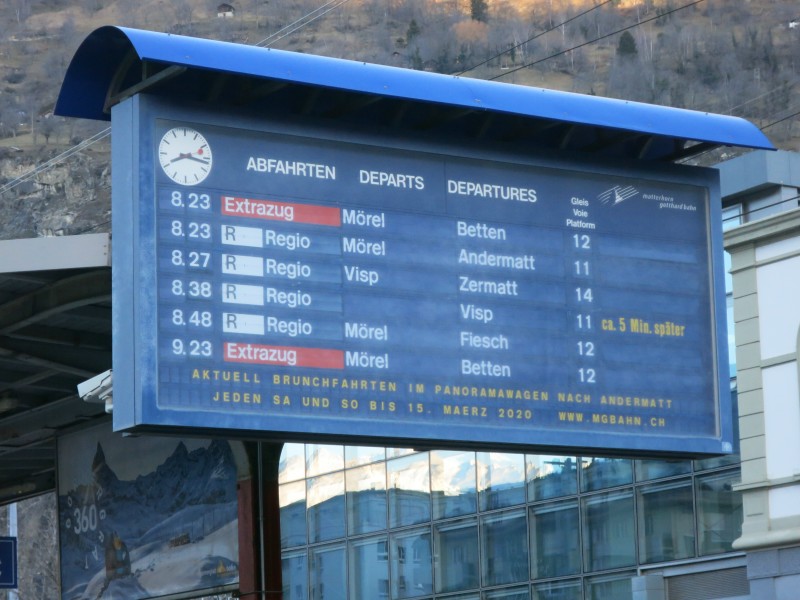 ABFAHRTEN DEPARTS DEPARTURES Gleis Voie Platform matterhorn gotthard bahn
8.23 Extrazug Mörel Betten 12
8.23 R Regio Mörel Andermatt 11
8.27 R Regio Visp Zermatt 14
8.38 R Regio Visp 11 ca. 5 Min. später
8.48 R Regio Mörel Fiesch 12
9.23 Extrazug Mörel Betten 12
AKTUELL BRUNCHFAHRTEN IM PANORAMAWAGEN NACH ANDERMATT
JEDEN SA UND SO BIS 15. MAERZ 2020 WWW.MGBAHN.CH
360